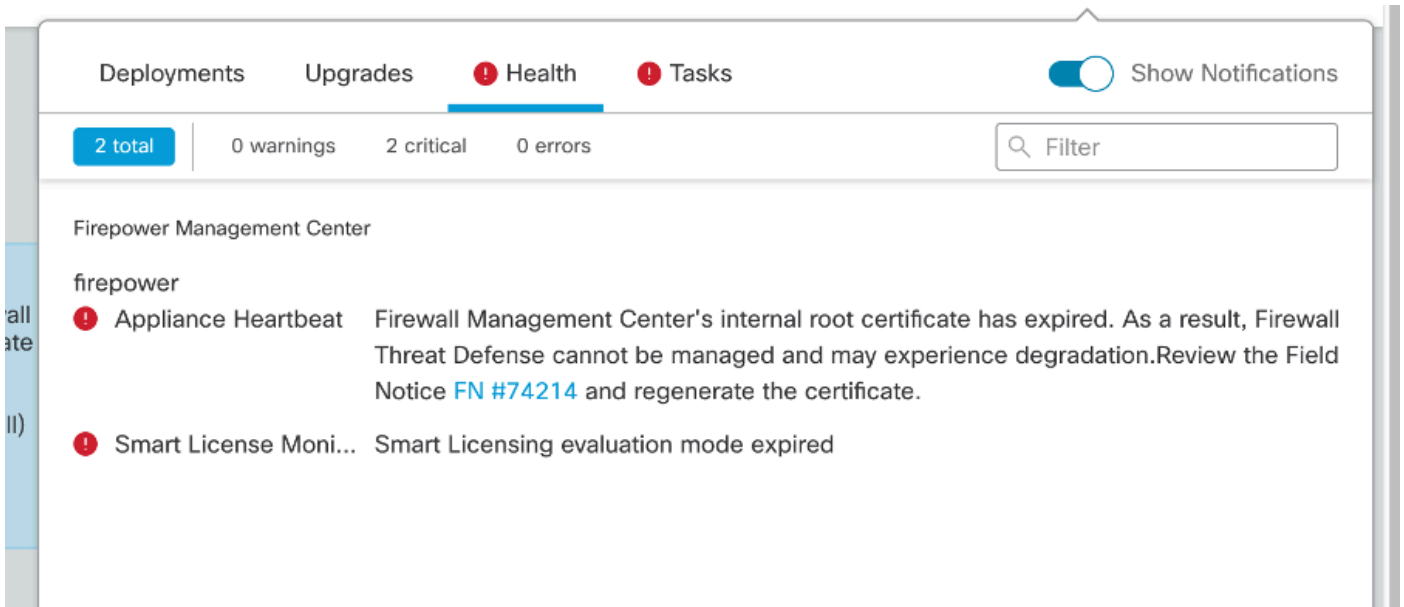 Deployments Upgrades Health Tasks Show Notifications
2 total 0 warnings 2 critical 0 errors Filter
Firepower Management Center
firepower
Appliance Heartbeat Firewall Management Center's internal root certificate has expired. As a result, Firewall
Threat Defense cannot be managed and may experience degradation.Review the Field
Notice FN #74214 and regenerate the certificate.
Smart License Moni... Smart Licensing evaluation mode expired